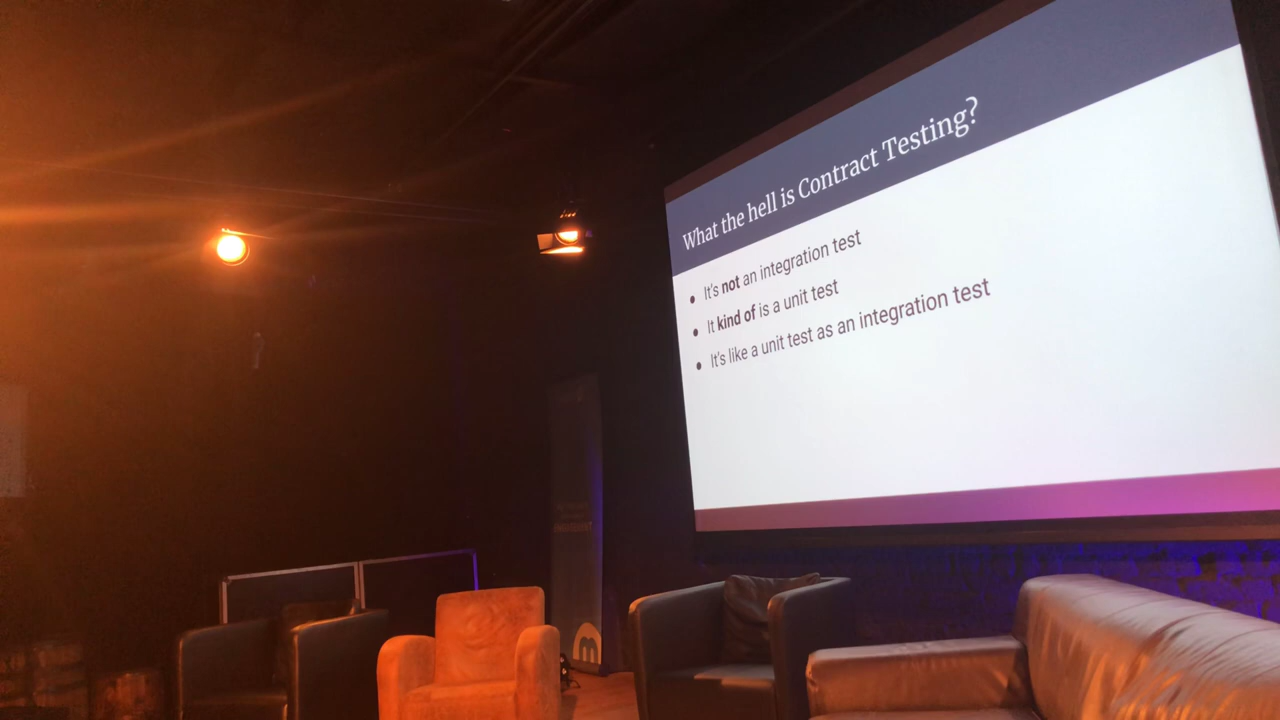 What the hell is Contract Testing?
It's not an integration test
It kind of is a unit test
It's like a unit test as an integration test
m